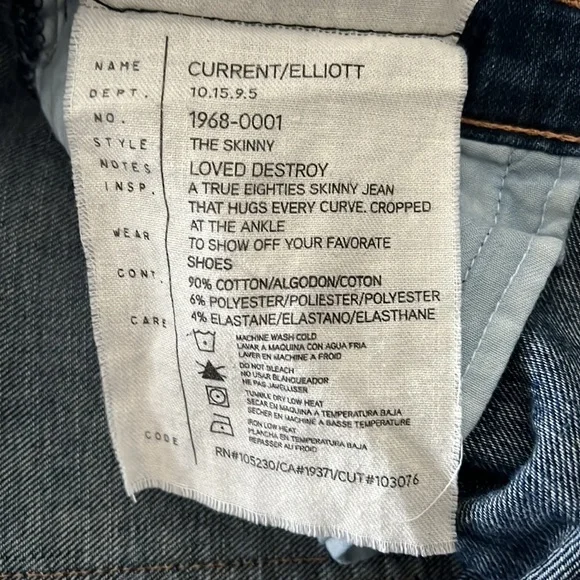 NAME CURRENT/ELLIOTT
DEPT. 10.15.9.5
NO. 1968-0001
STYLE THE SKINNY
NOTES LOVED DESTROY
INSP. A TRUE EIGHTIES SKINNY JEAN
THAT HUGS EVERY CURVE. CROPPED
WEAR AT THE ANKLE
TO SHOW OFF YOUR FAVORATE
SHOES
CONT. 90% COTTON/ALGODON/COTON
6% POLYESTER/POLIESTER/POLYESTER
CARE 4% ELASTANE/ELASTANO/ELASTHANE
MACHINE WASH COLD
LAVAR A MAQUINA CON AGUA FRIA
LAVER EN MACHINE A FROID
DO NOT BLEACH
NO USAR BLANQUEADOR
NE PAS JAVELLISER
TUMBLE DRY LOW HEAT
SECAR EN MAQUINA A TEMPERATURA BAJA
SECHER EN MACHINE A BASSE TEMPERATURE
IRON LOW HEAT
PLANCHA EN TEMPERATURA BAJA
REPASSER AU FROID
CODE RN#105230/CA#19371/CUT#103076